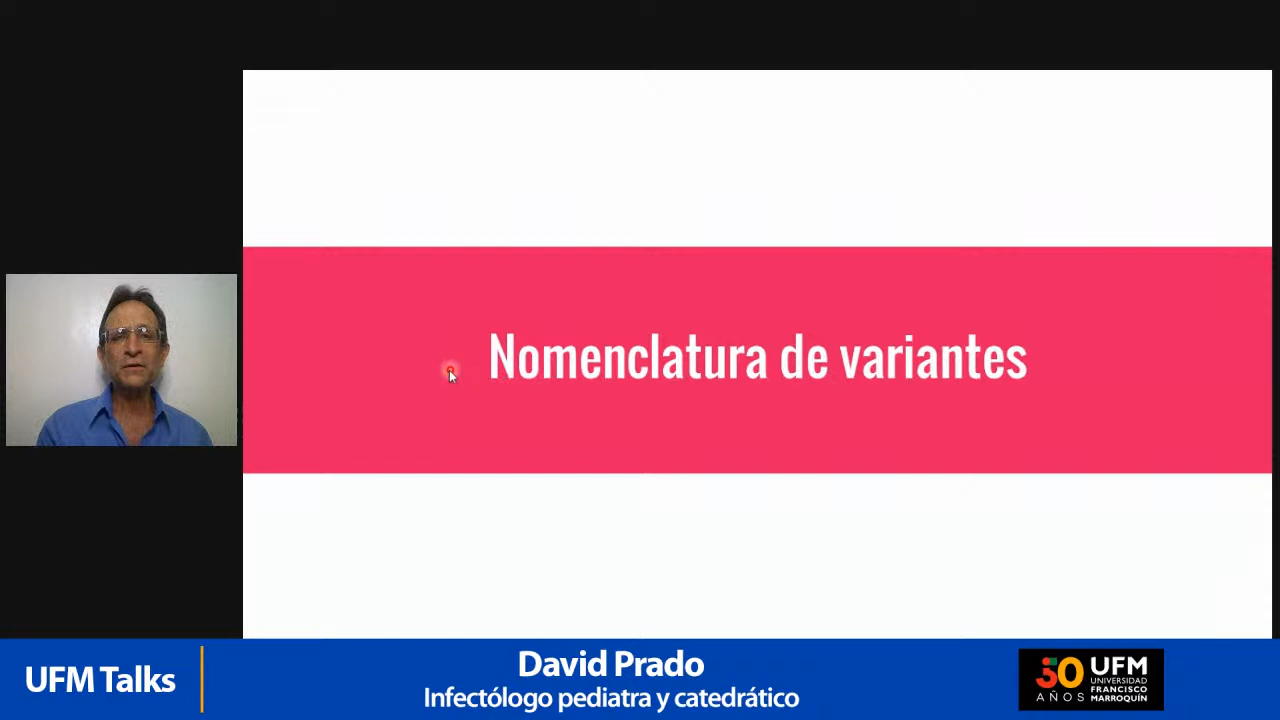 Nomenclatura de variantes
UFM Talks
David Prado
Infectólogo pediatra y catedrático
50
AÑOS
UFM
UNIVERSIDAD
FRANCISCO
MARROQUÍN